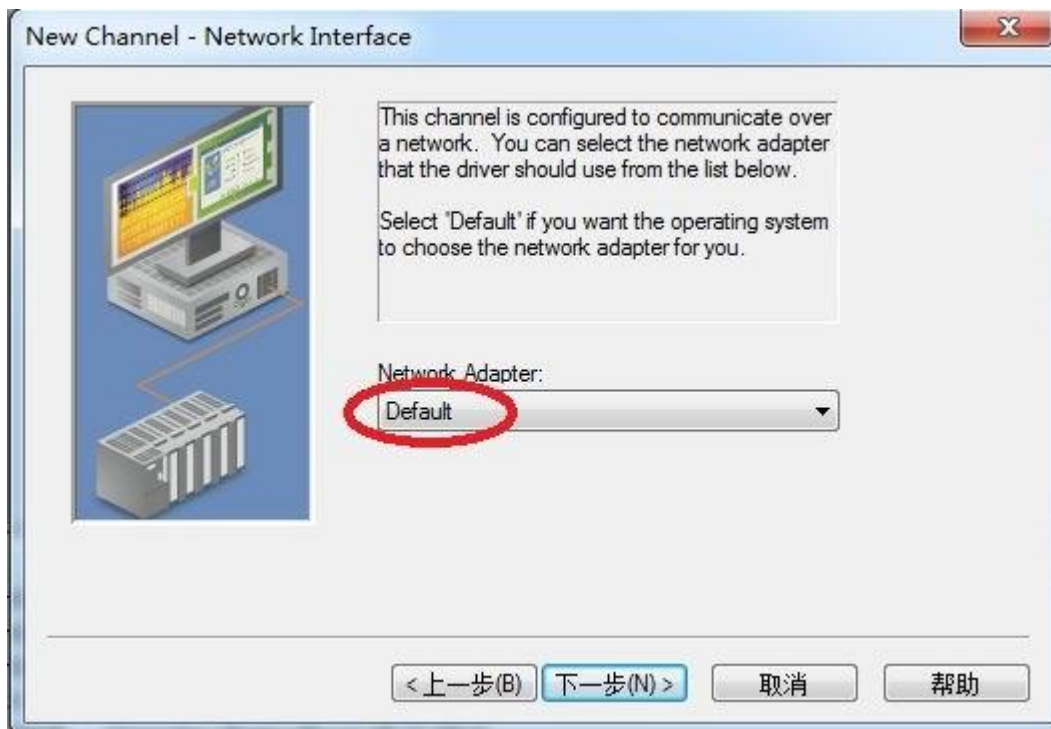 New Channel - Network Interface
This channel is configured to communicate over
a network. You can select the network adapter
that the driver should use from the list below.
Select 'Default' if you want the operating system
to choose the network adapter for you.
Network Adapter:
Default
< 上一步(B) 下一步(N) > 取消 帮助